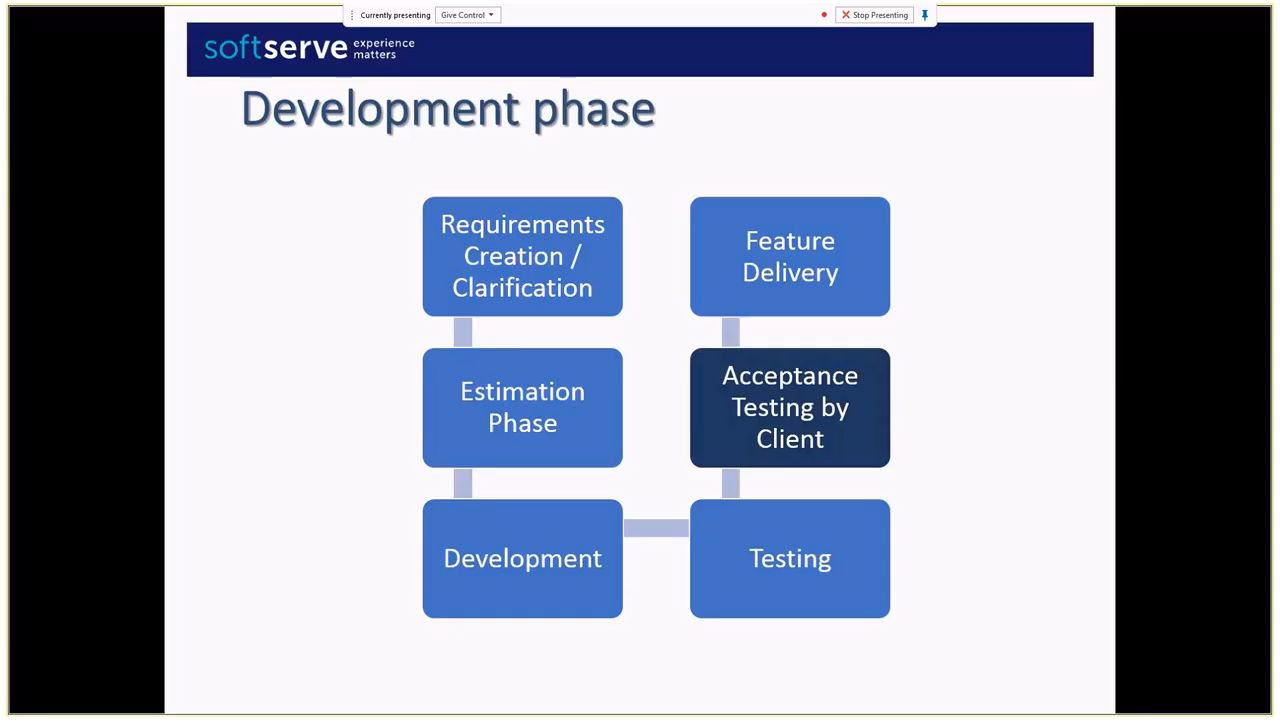 Currently presenting Give Control Stop Presenting
softserve experience matters
Development phase
Requirements
Creation /
Clarification
Estimation
Phase
Development
Testing
Acceptance
Testing by
Client
Feature
Delivery